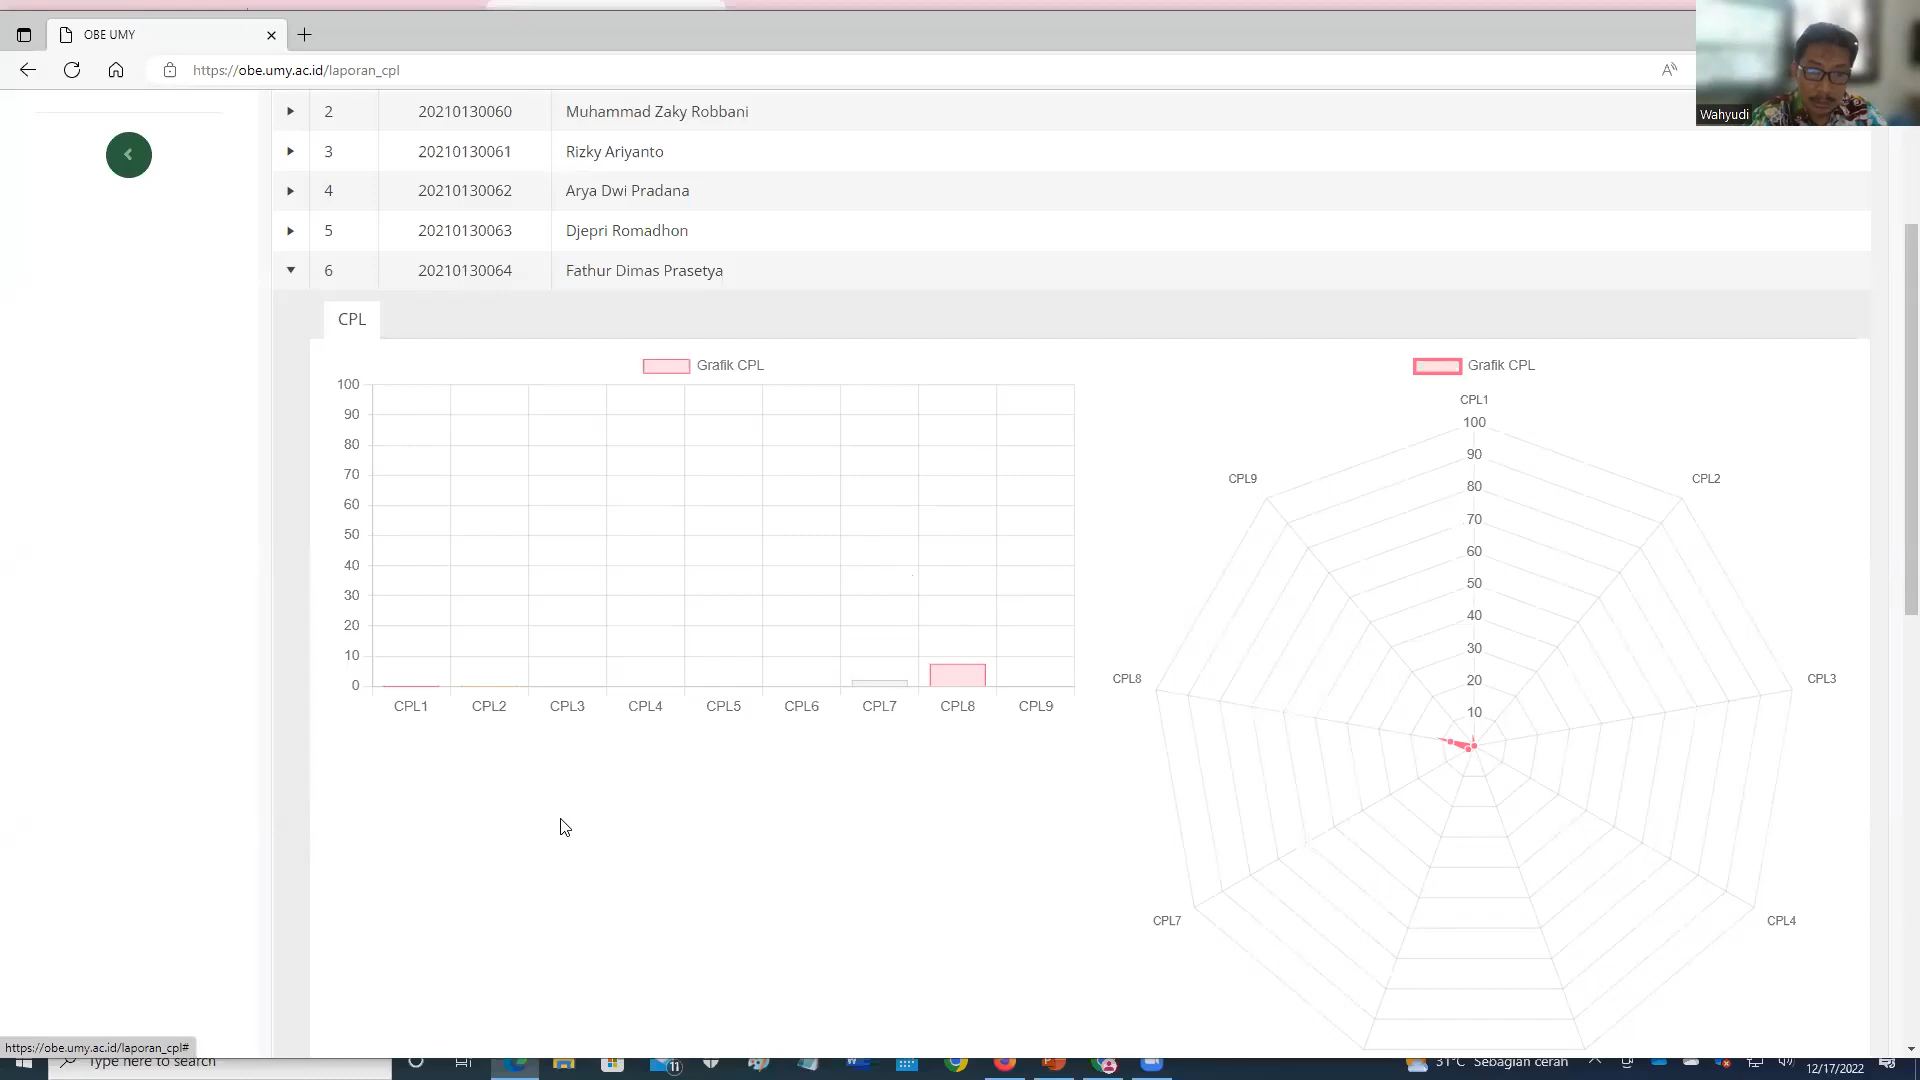 OBE UMY
https://obe.umy.ac.id/laporan_cpl
Wahyudi
2 20210130060 Muhammad Zaky Robbani
3 20210130061 Rizky Ariyanto
4 20210130062 Arya Dwi Pradana
5 20210130063 Djepri Romadhon
6 20210130064 Fathur Dimas Prasetya
CPL
Grafik CPL
100
90
80
70
60
50
40
30
20
10
0
CPL1 CPL2 CPL3 CPL4 CPL5 CPL6 CPL7 CPL8 CPL9
Grafik CPL
CPL1
100
90
80
70
60
50
40
30
20
10
CPL9
CPL2
CPL8
CPL3
CPL7
CPL4
https://obe.umy.ac.id/laporan_cpl#
Type here to search
11
31°C Sebagian cerah
12/17/2022